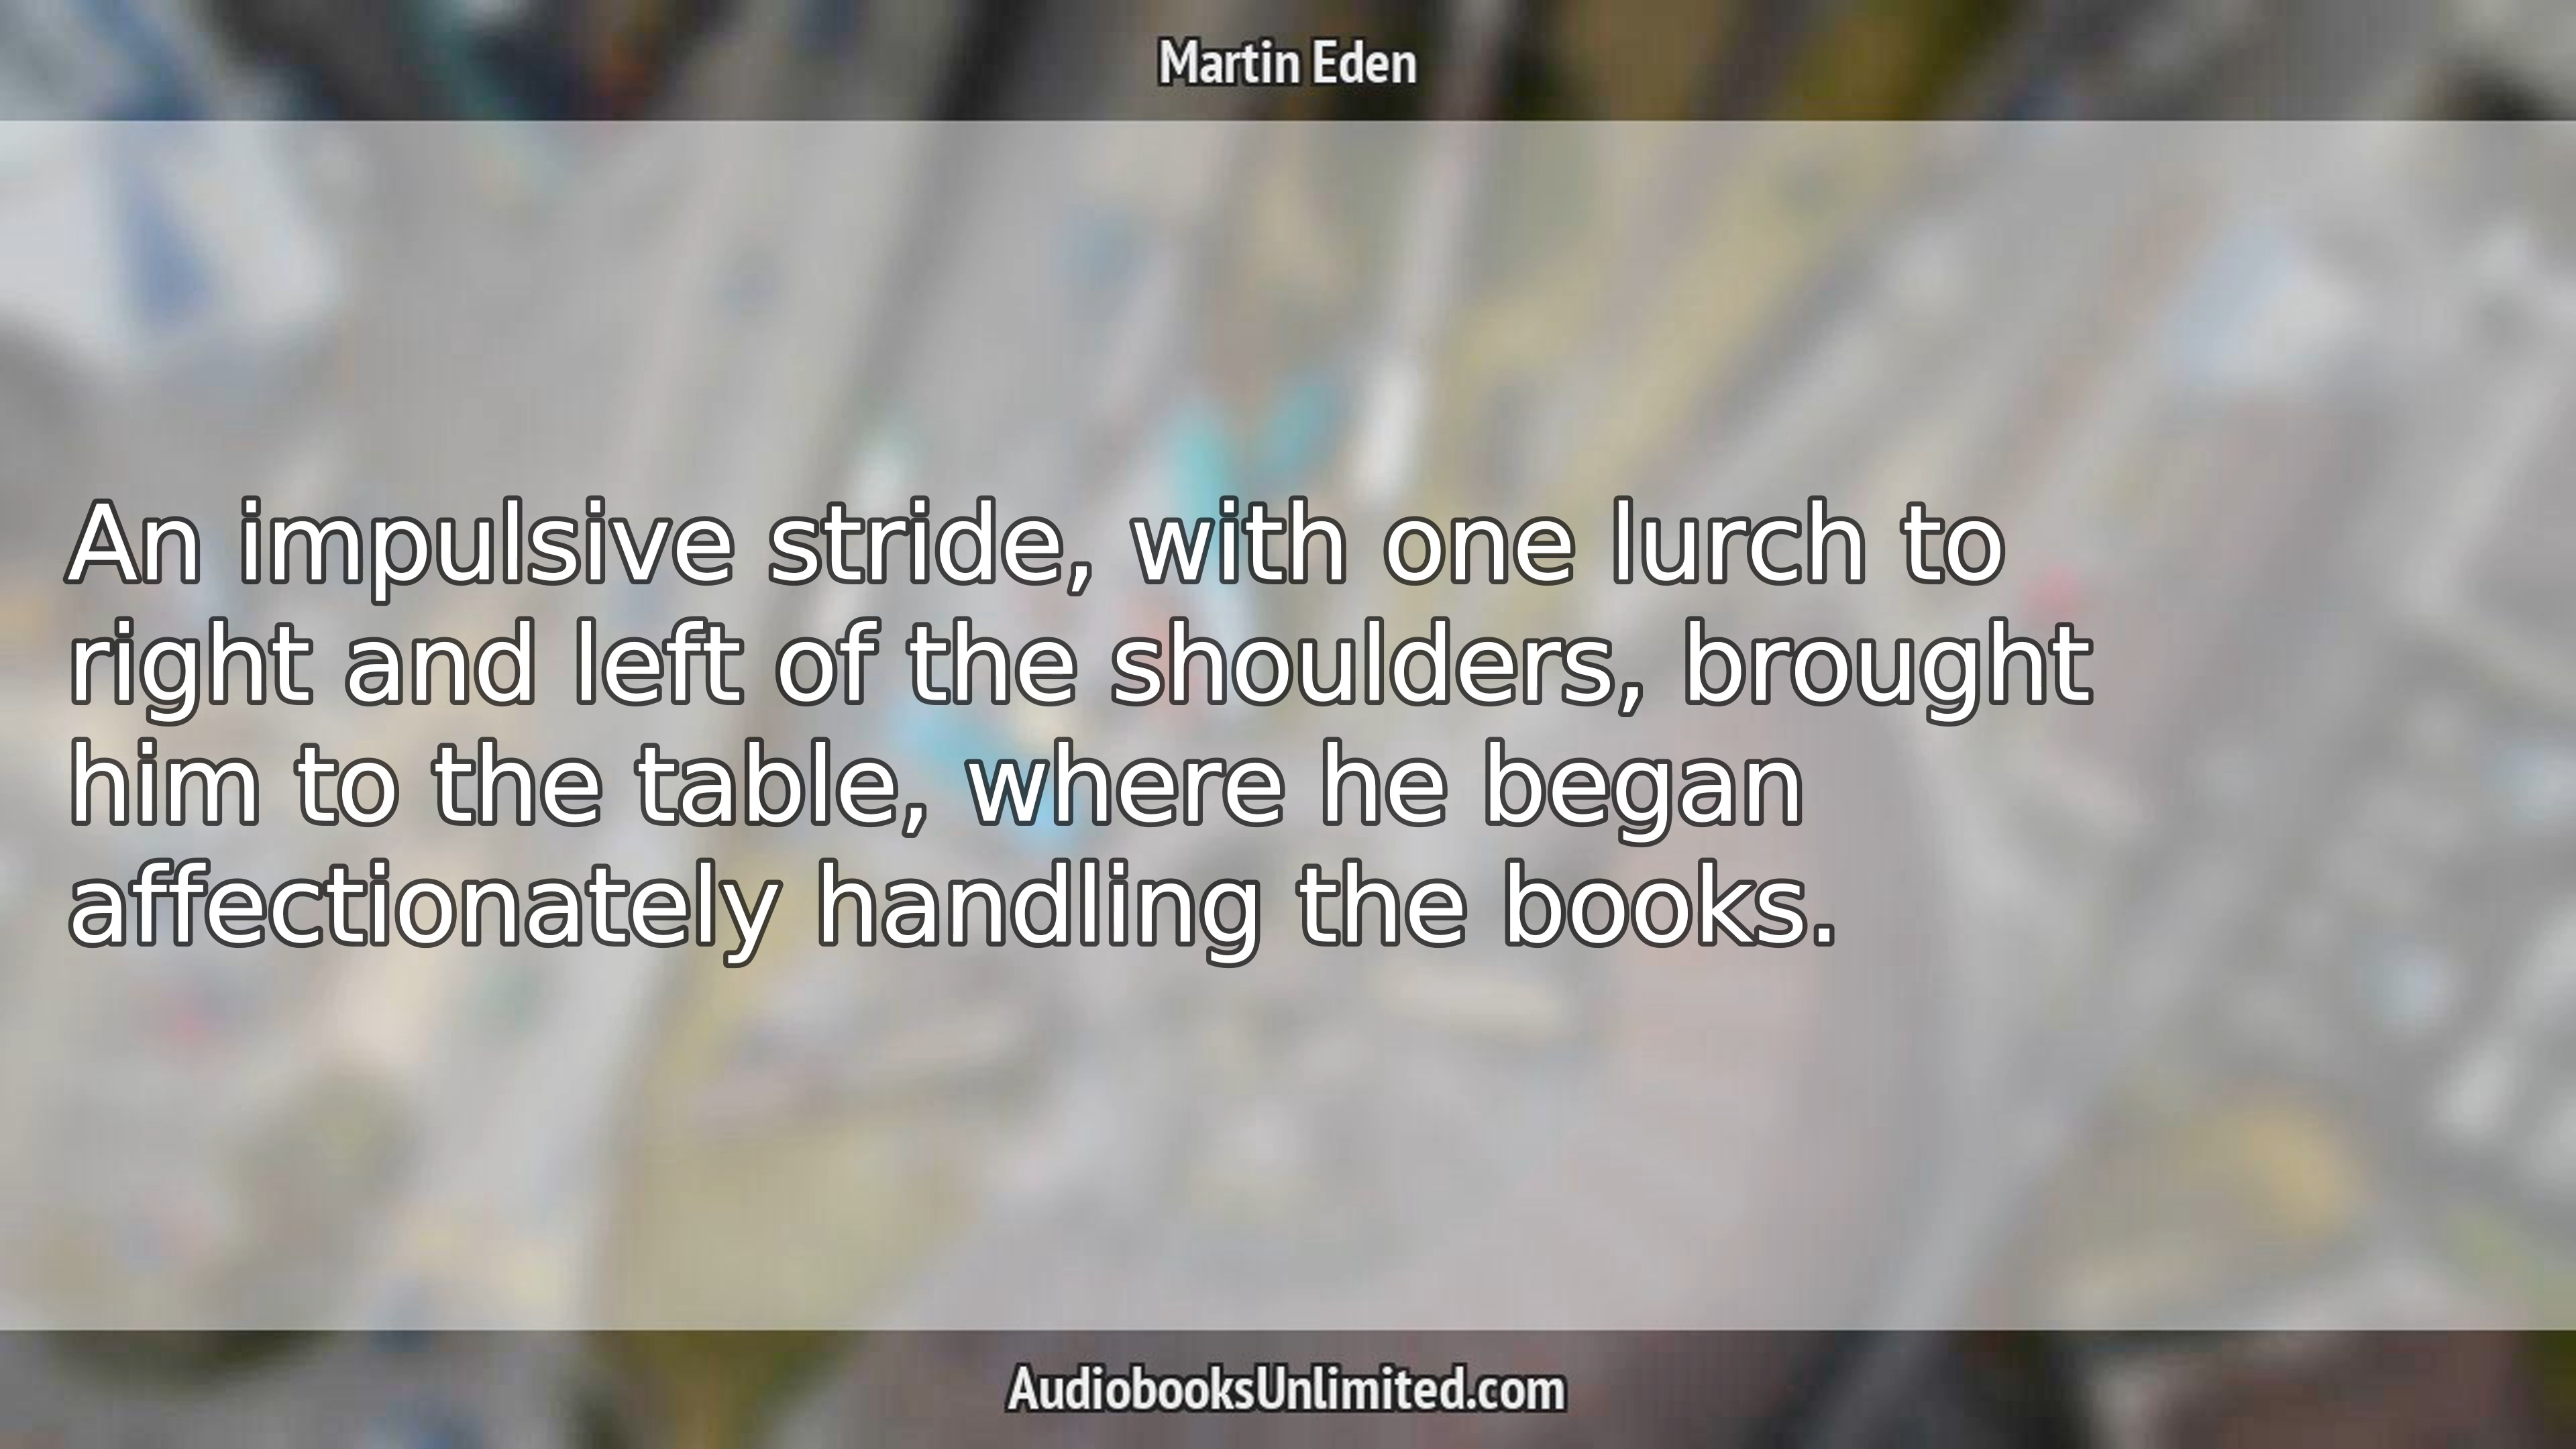 Martin Eden
An impulsive stride, with one lurch to
right and left of the shoulders, brought
him to the table, where he began
affectionately handling the books.
AudiobooksUnlimited.com